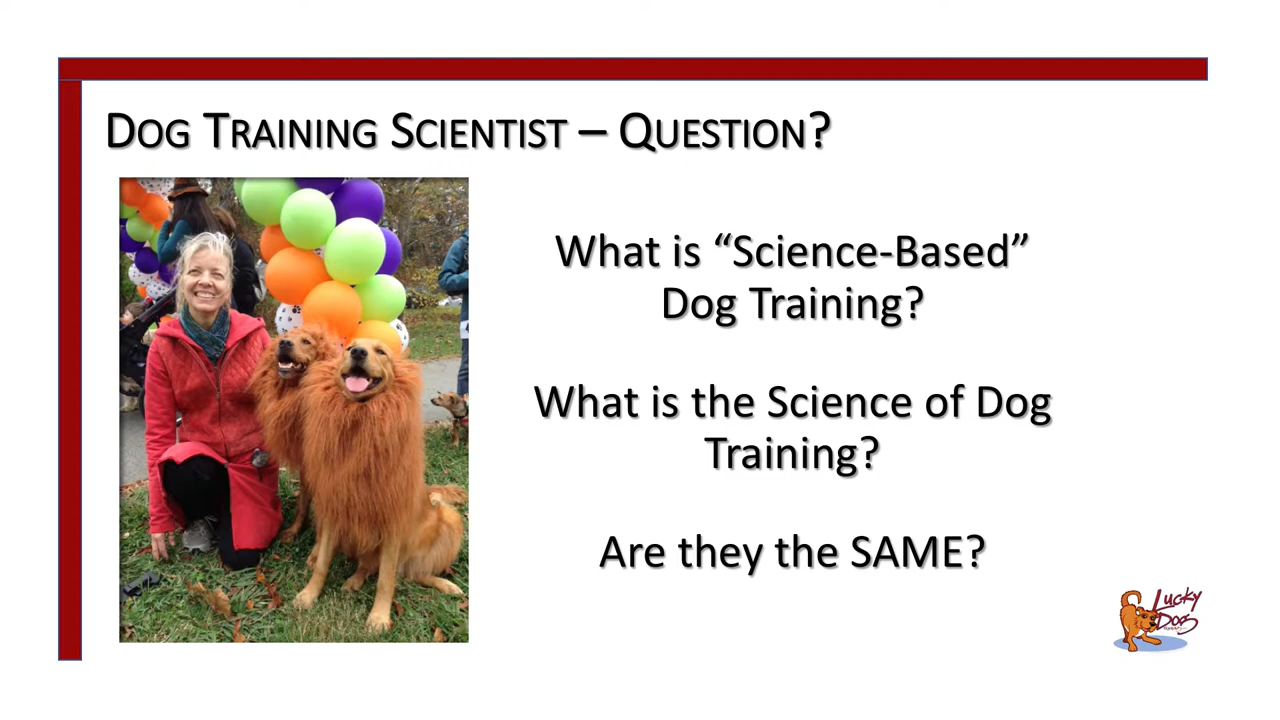 DOG TRAINING SCIENTIST – QUESTION?
What is “Science-Based”
Dog Training?
What is the Science of Dog
Training?
Are they the SAME?
Lucky
Dog